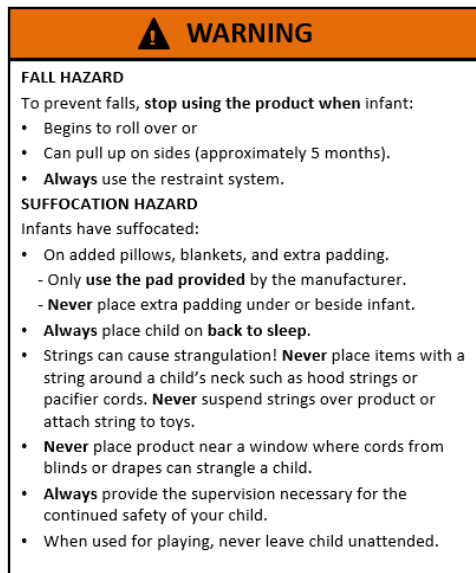 WARNING
FALL HAZARD
To prevent falls, stop using the product when infant:
• Begins to roll over or
• Can pull up on sides (approximately 5 months).
• Always use the restraint system.
SUFFOCATION HAZARD
Infants have suffocated:
• On added pillows, blankets, and extra padding.
- Only use the pad provided by the manufacturer.
- Never place extra padding under or beside infant.
• Always place child on back to sleep.
• Strings can cause strangulation! Never place items with a
string around a child’s neck such as hood strings or
pacifier cords. Never suspend strings over product or
attach string to toys.
• Never place product near a window where cords from
blinds or drapes can strangle a child.
• Always provide the supervision necessary for the
continued safety of your child.
• When used for playing, never leave child unattended.